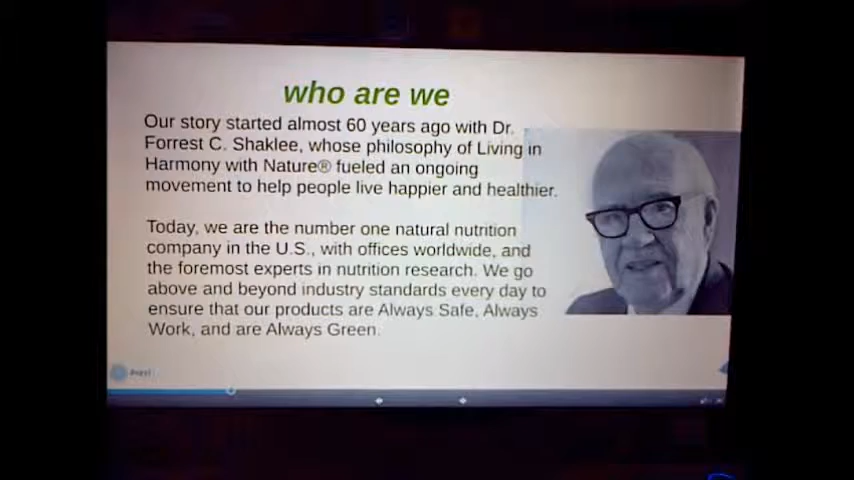 who are we
Our story started almost 60 years ago with Dr.
Forrest C. Shaklee, whose philosophy of Living in
Harmony with Nature® fueled an ongoing
movement to help people live happier and healthier.
Today, we are the number one natural nutrition
company in the U.S., with offices worldwide, and
the foremost experts in nutrition research. We go
above and beyond industry standards every day to
ensure that our products are Always Safe, Always
Work, and are Always Green.
Prezi